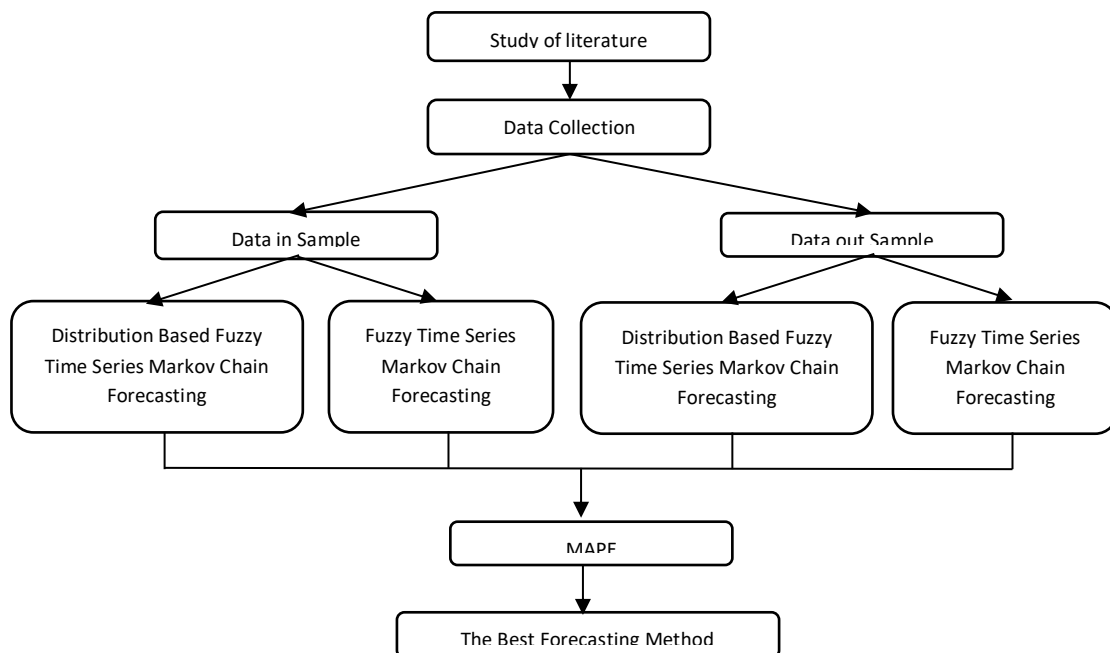 Study of literature
Data Collection
Data in Sample
Data out Sample
Distribution Based Fuzzy
Time Series Markov Chain
Forecasting
Fuzzy Time Series
Markov Chain
Forecasting
Distribution Based Fuzzy
Time Series Markov Chain
Forecasting
Fuzzy Time Series
Markov Chain
Forecasting
MAPE
The Best Forecasting Method